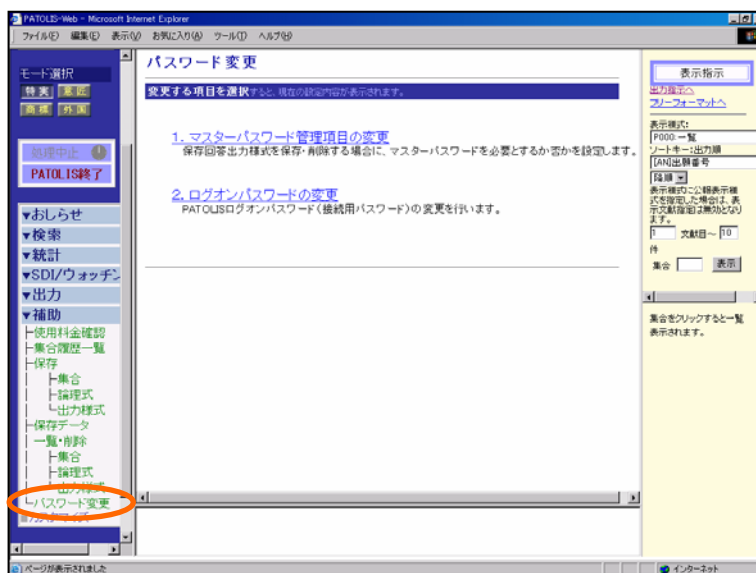 PATOLIS-Web - Microsoft Internet Explorer
ファイル(F) 編集(E) 表示(V) お気に入り(A) ツール(T) ヘルプ(H)
モード選択
特実 意匠
商標 外国
処理中止
PATOLIS終了
▼おしらせ
▼検索
▼統計
▼SDI/ウォッチン
▼出力
▼補助
├使用料金確認
├集合履歴一覧
├保存
│ ├集合
│ ├論理式
│ └出力様式
├保存データ
│ 一覧・削除
│ ├集合
│ ├論理式
│ └出力様式
└パスワード変更
■カスタマイズ
パスワード変更
変更する項目を選択すると、現在の設定内容が表示されます。
1. マスターパスワード管理項目の変更
保存回答出力様式を保存・削除する場合に、マスターパスワードを必要とするか否かを設定します。
2. ログオンパスワードの変更
PATOLISログオンパスワード(接続用パスワード)の変更を行います。
表示指示
出力指示へ
フリーフォーマットへ
表示様式:
P000:一覧
ソートキー:出力順
[AN]出願番号
降順
表示様式に公報表示様
式を指定した場合は、表
示文献指定は無効となり
ます。
1 文献目~ 10
件
集合 表示
集合をクリックすると一覧
表示されます。
ページが表示されました
インターネット